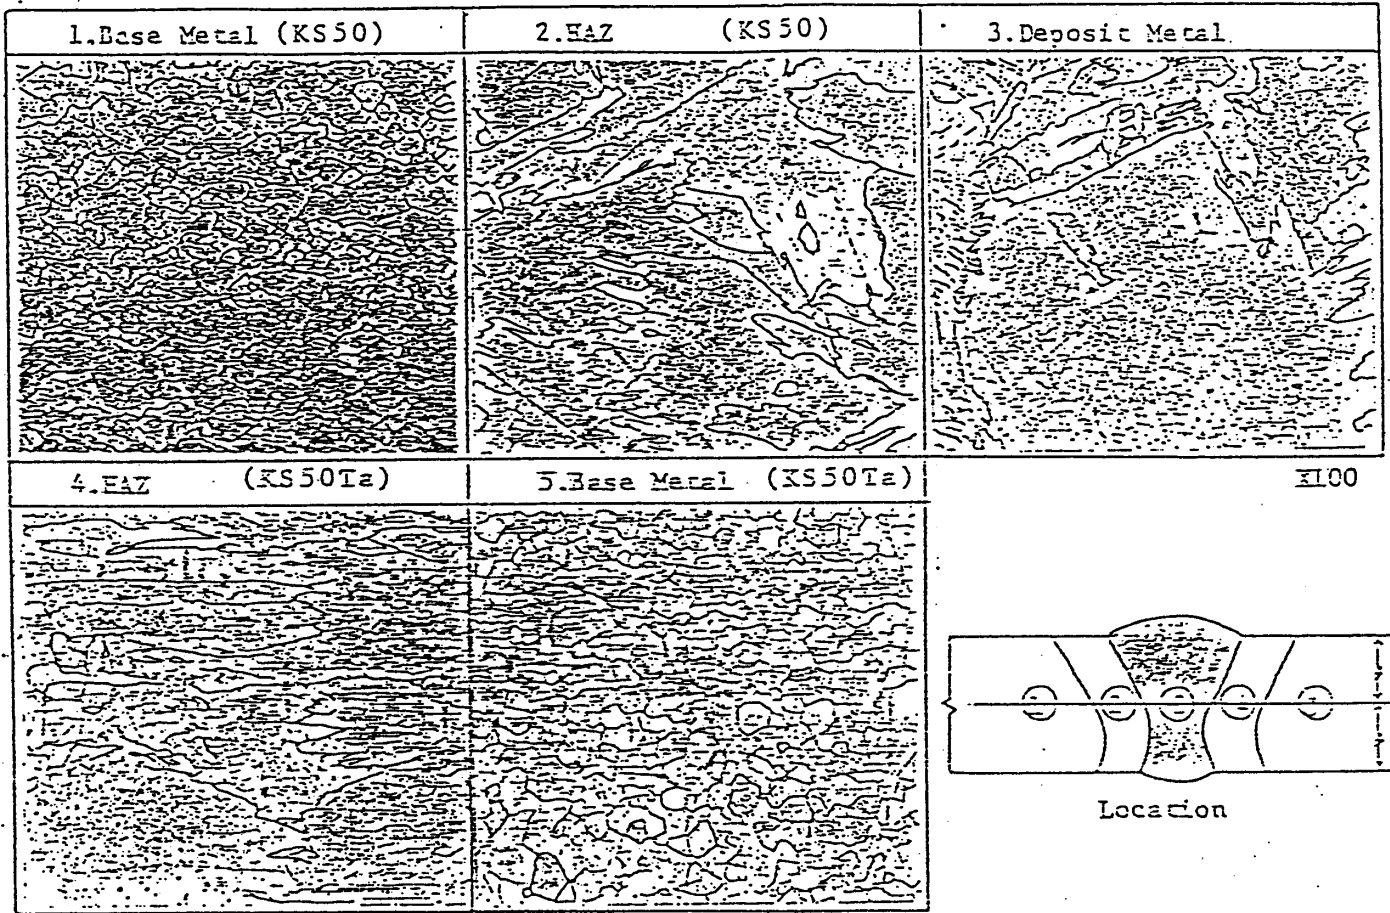 1.Base Metal (KS50)
2.HAZ (KS50)
3.Deposit Metal
4.HAZ (KS50Ta)
5.Base Metal (KS50Ta)
X100
Location